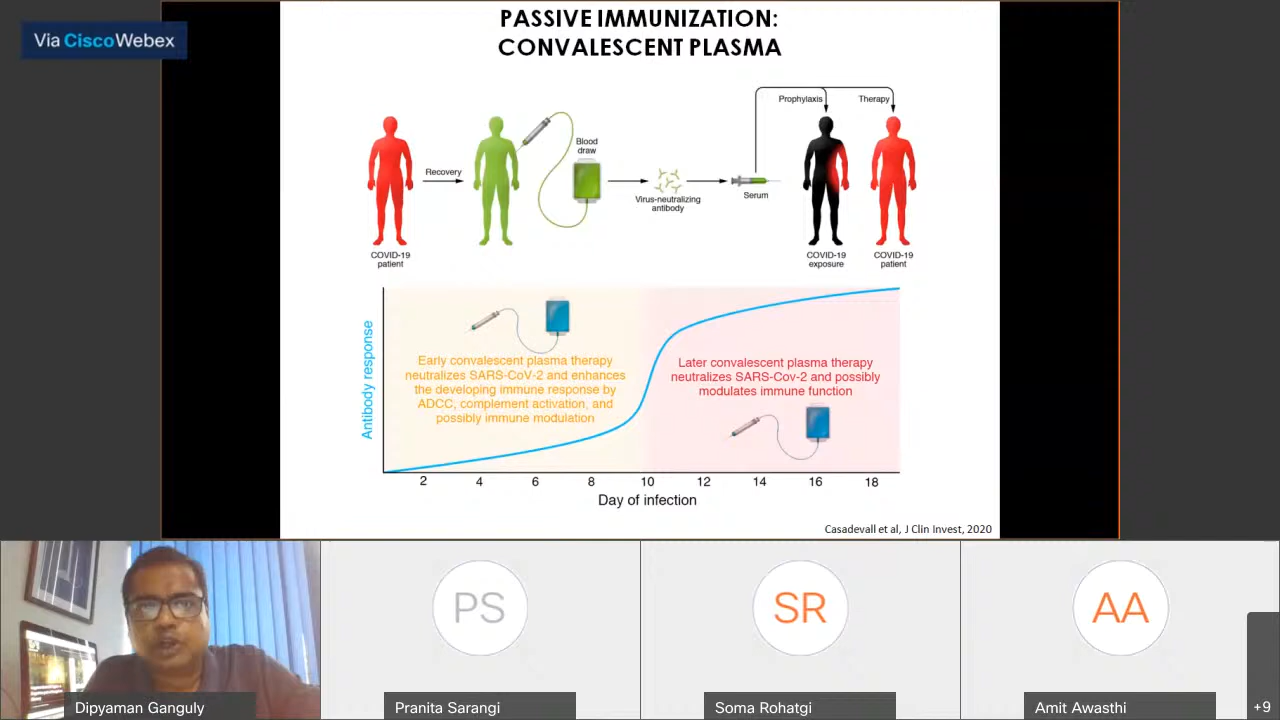 Via CiscoWebex
PASSIVE IMMUNIZATION:
CONVALESCENT PLASMA
Prophylaxis
Therapy
Blood
draw
Recovery
Virus-neutralizing
antibody
Serum
COVID-19
patient
COVID-19
exposure
COVID-19
patient
Antibody response
Early convalescent plasma therapy
neutralizes SARS-CoV-2 and enhances
the developing immune response by
ADCC, complement activation, and
possibly immune modulation
Later convalescent plasma therapy
neutralizes SARS-Cov-2 and possibly
modulates immune function
2 4 6 8 10 12 14 16 18
Day of infection
Casadevall et al, J Clin Invest, 2020
PS
SR
AA
Dipyaman Ganguly
Pranita Sarangi
Soma Rohatgi
Amit Awasthi
+9